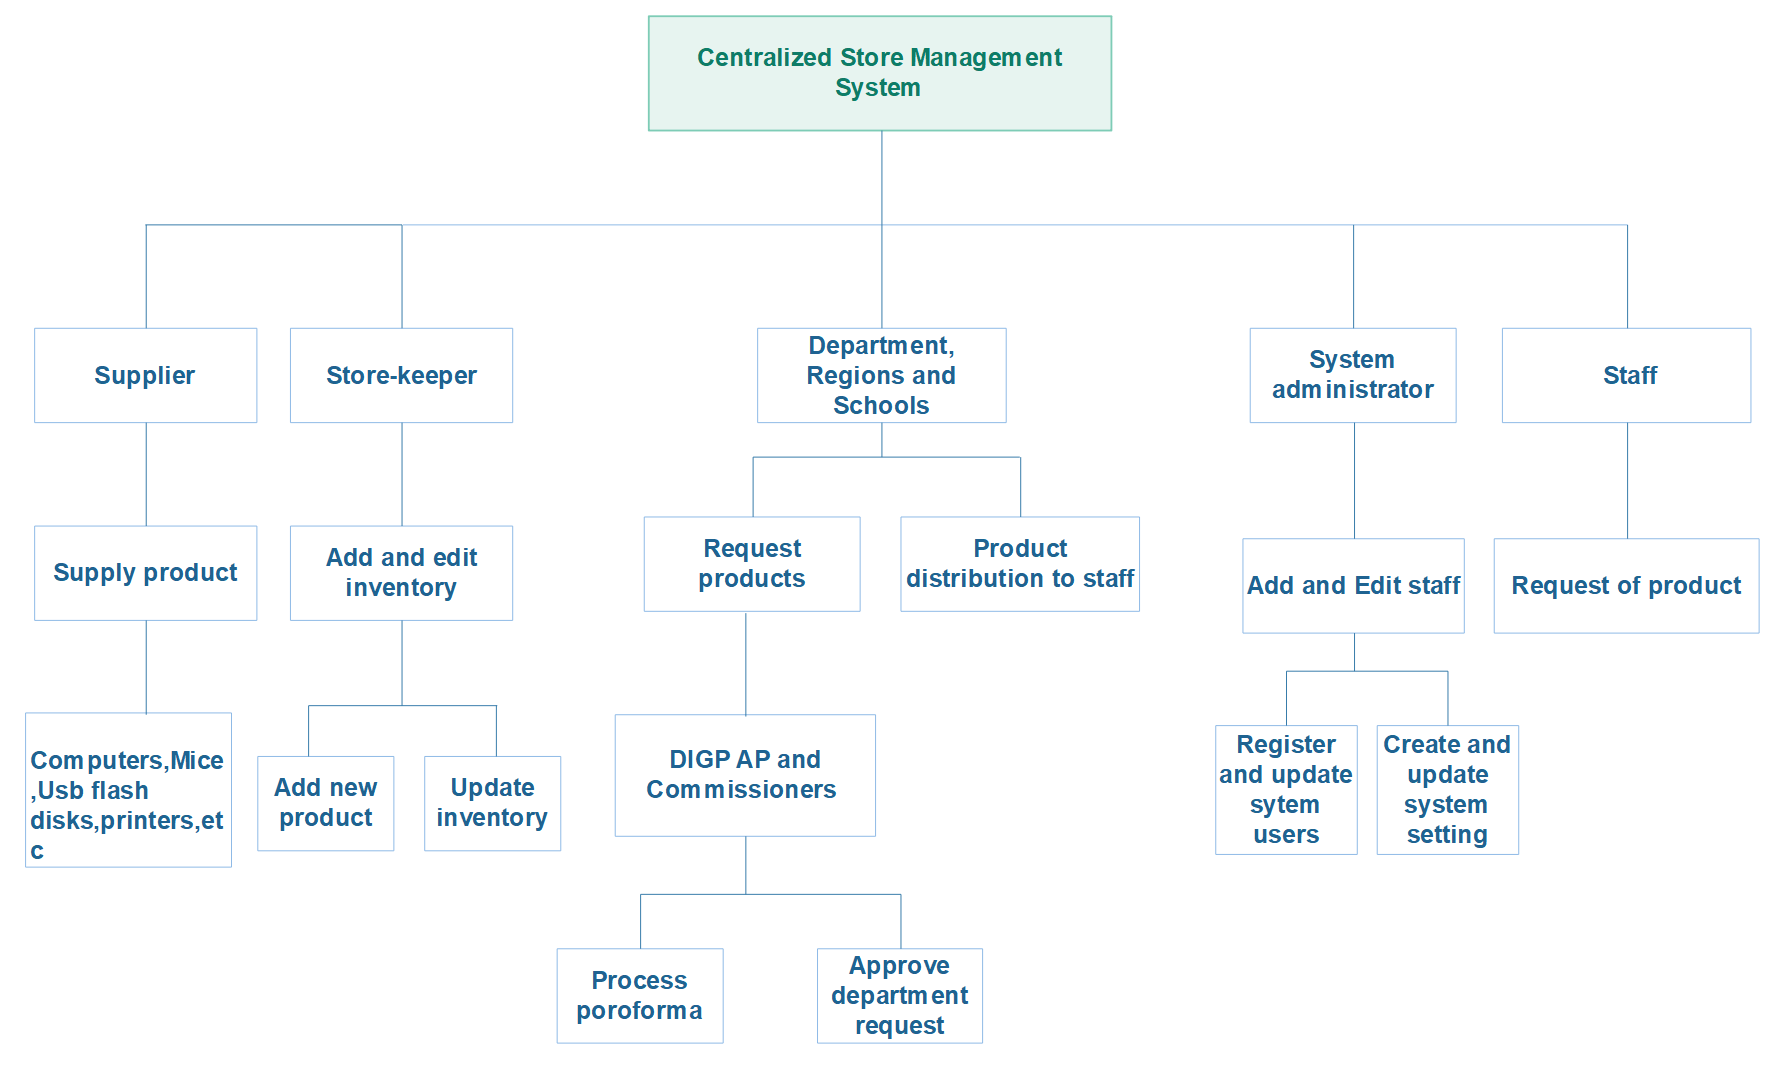 Centralized Store Management
System
Supplier
Store-keeper
Department,
Regions and
Schools
System
administrator
Staff
Supply product
Add and edit
inventory
Request
products
Product
distribution to staff
Add and Edit staff
Request of product
Computers,Mice
,Usb flash
disks,printers,et
c
Add new
product
Update
inventory
DIGP AP and
Commissioners
Register
and update
sytem
users
Create and
update
system
setting
Process
poroforma
Approve
department
request